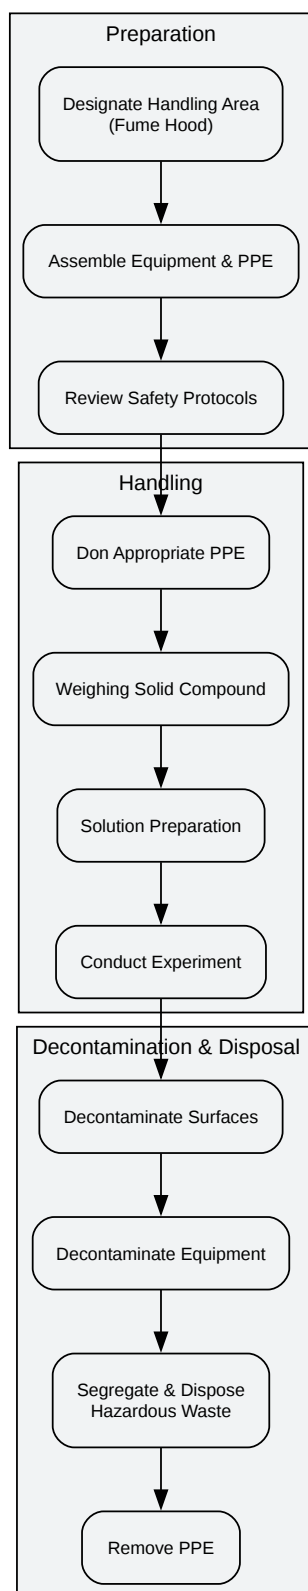 Preparation
Designate Handling Area
(Fume Hood)
Assemble Equipment & PPE
Review Safety Protocols
Handling
Don Appropriate PPE
Weighing Solid Compound
Solution Preparation
Conduct Experiment
Decontamination & Disposal
Decontaminate Surfaces
Decontaminate Equipment
Segregate & Dispose
Hazardous Waste
Remove PPE